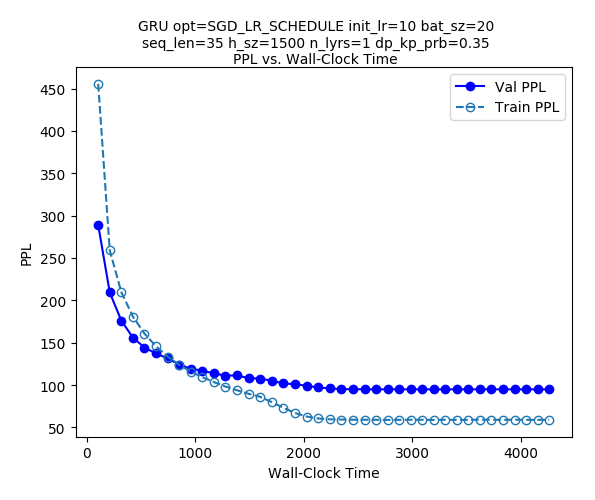 GRU opt=SGD_LR_SCHEDULE init_lr=10 bat_sz=20
seq_len=35 h_sz=1500 n_lyrs=1 dp_kp_prb=0.35
PPL vs. Wall-Clock Time
Val PPL
Train PPL
450
400
350
300
250
200
150
100
50
PPL
0
1000
2000
3000
4000
Wall-Clock Time